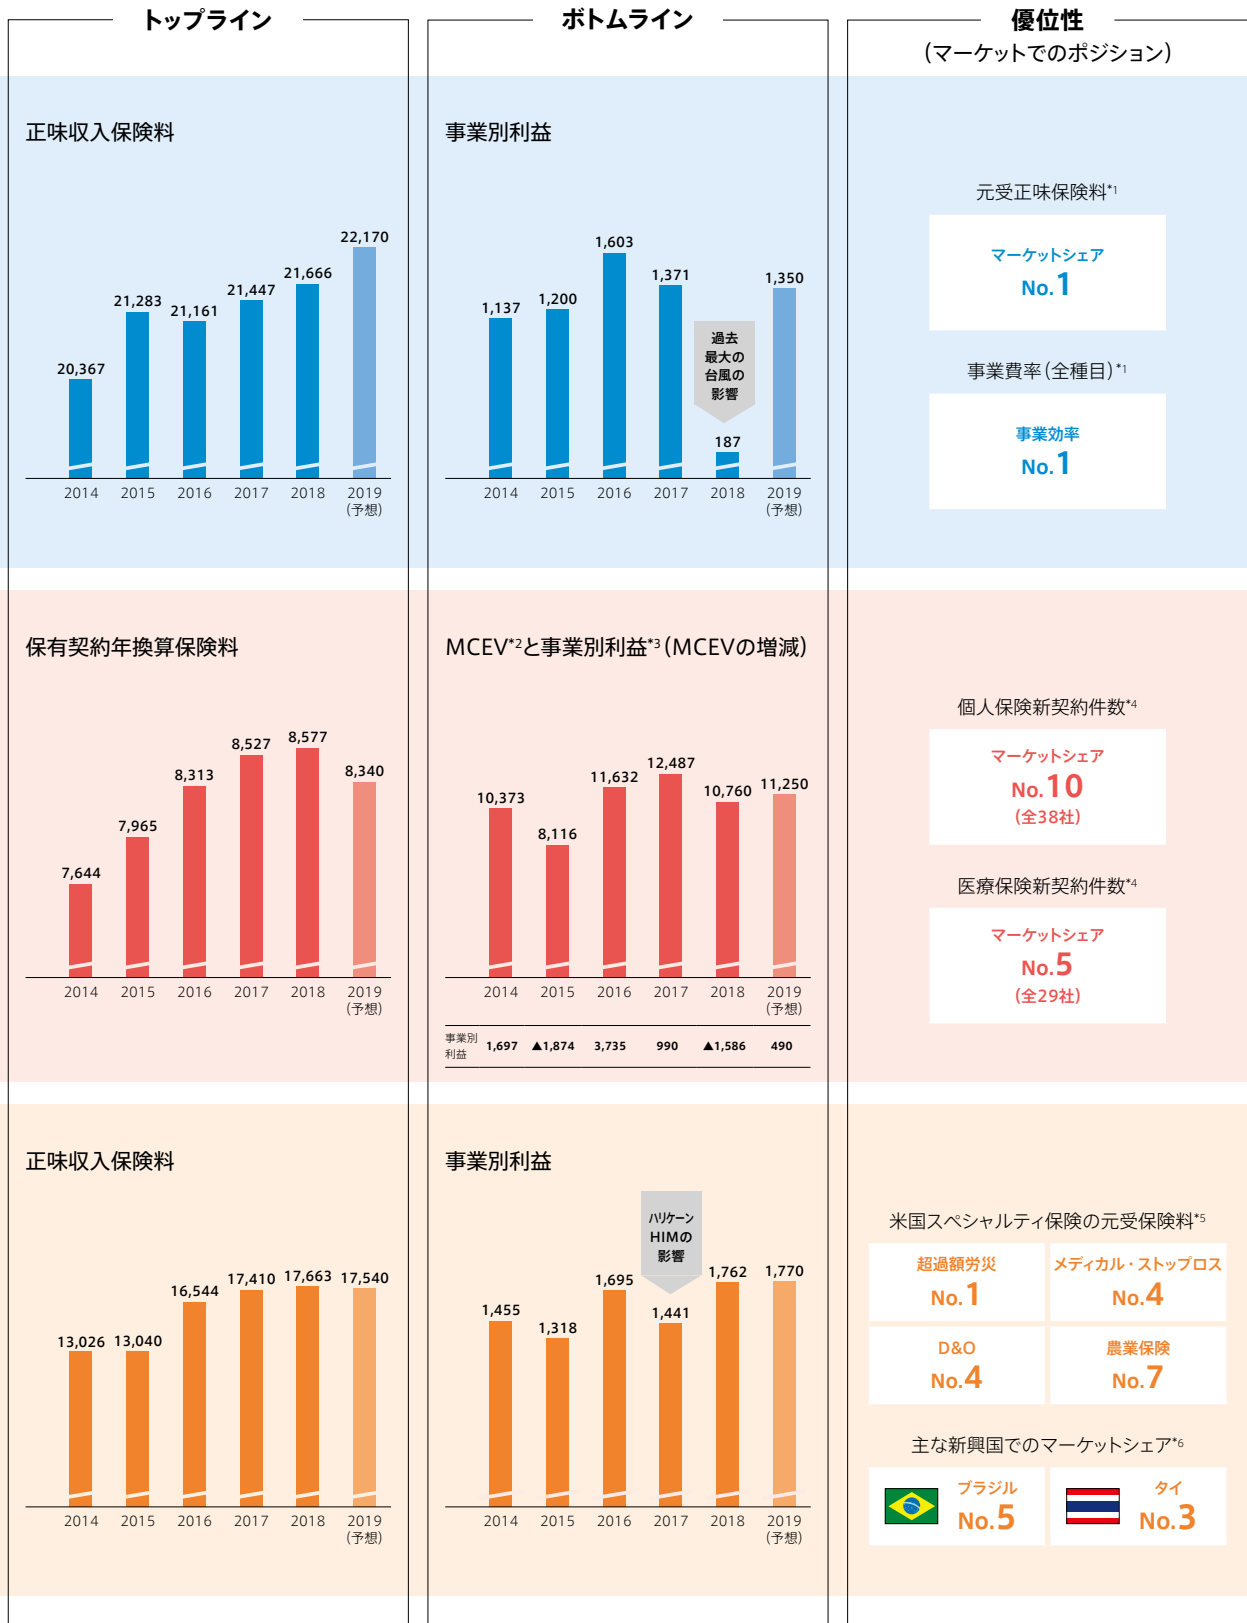 トップライン
ボトムライン
優位性
(マーケットでのポジション)
正味収入保険料
20,367
21,283
21,161
21,447
21,666
22,170
2014 2015 2016 2017 2018 2019
(予想)
事業別利益
1,137
1,200
1,603
1,371
過去
最大の
台風の
影響
187
1,350
2014 2015 2016 2017 2018 2019
(予想)
元受正味保険料*1
マーケットシェア
No.1
事業費率(全種目)*1
事業効率
No.1
保有契約年換算保険料
7,644
7,965
8,313
8,527
8,577
8,340
2014 2015 2016 2017 2018 2019
(予想)
MCEV*2と事業別利益*3(MCEVの増減)
10,373
8,116
11,632
12,487
10,760
11,250
2014 2015 2016 2017 2018 2019
(予想)
事業別
利益
1,697 ▲1,874 3,735 990 ▲1,586 490
個人保険新契約件数*4
マーケットシェア
No.10
(全38社)
医療保険新契約件数*4
マーケットシェア
No.5
(全29社)
正味収入保険料
13,026
13,040
16,544
17,410
17,663
17,540
2014 2015 2016 2017 2018 2019
(予想)
事業別利益
1,455
1,318
1,695
ハリケーン
HIMの
影響
1,441
1,762
1,770
2014 2015 2016 2017 2018 2019
(予想)
米国スペシャルティ保険の元受保険料*5
超過額労災
No.1
メディカル・ストップロス
No.4
D&O
No.4
農業保険
No.7
主な新興国でのマーケットシェア*6
ブラジル
No.5
タイ
No.3